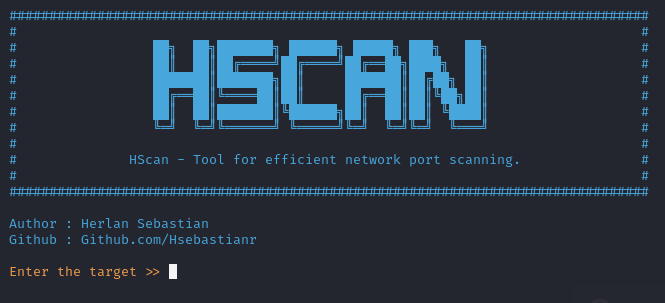 HSCAN
HScan - Tool for efficient network port scanning.
Author : Herlan Sebastian
Github : Github.com/Hsebastianr
Enter the target >>